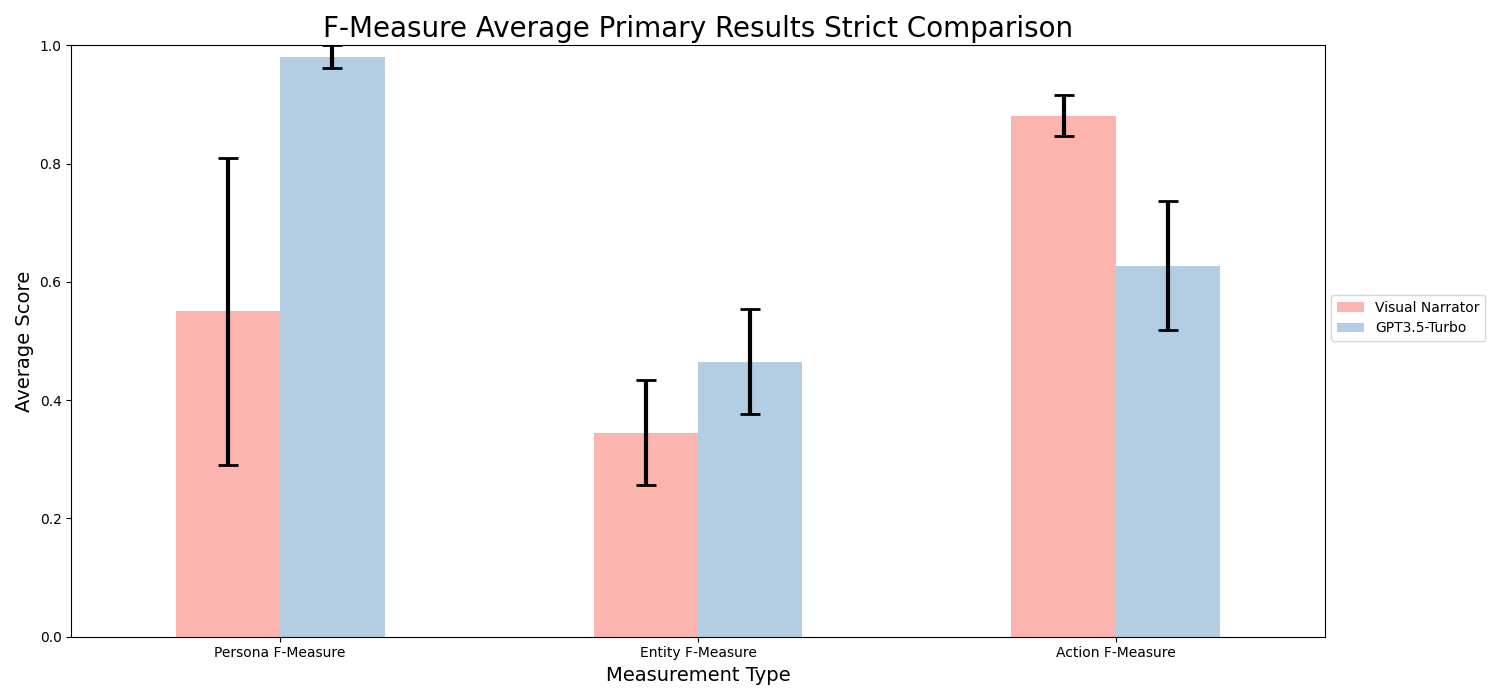 F-Measure Average Primary Results Strict Comparison
Average Score
1.0
0.8
0.6
0.4
0.2
0.0
Persona F-Measure
Entity F-Measure
Action F-Measure
Measurement Type
Visual Narrator
GPT3.5-Turbo